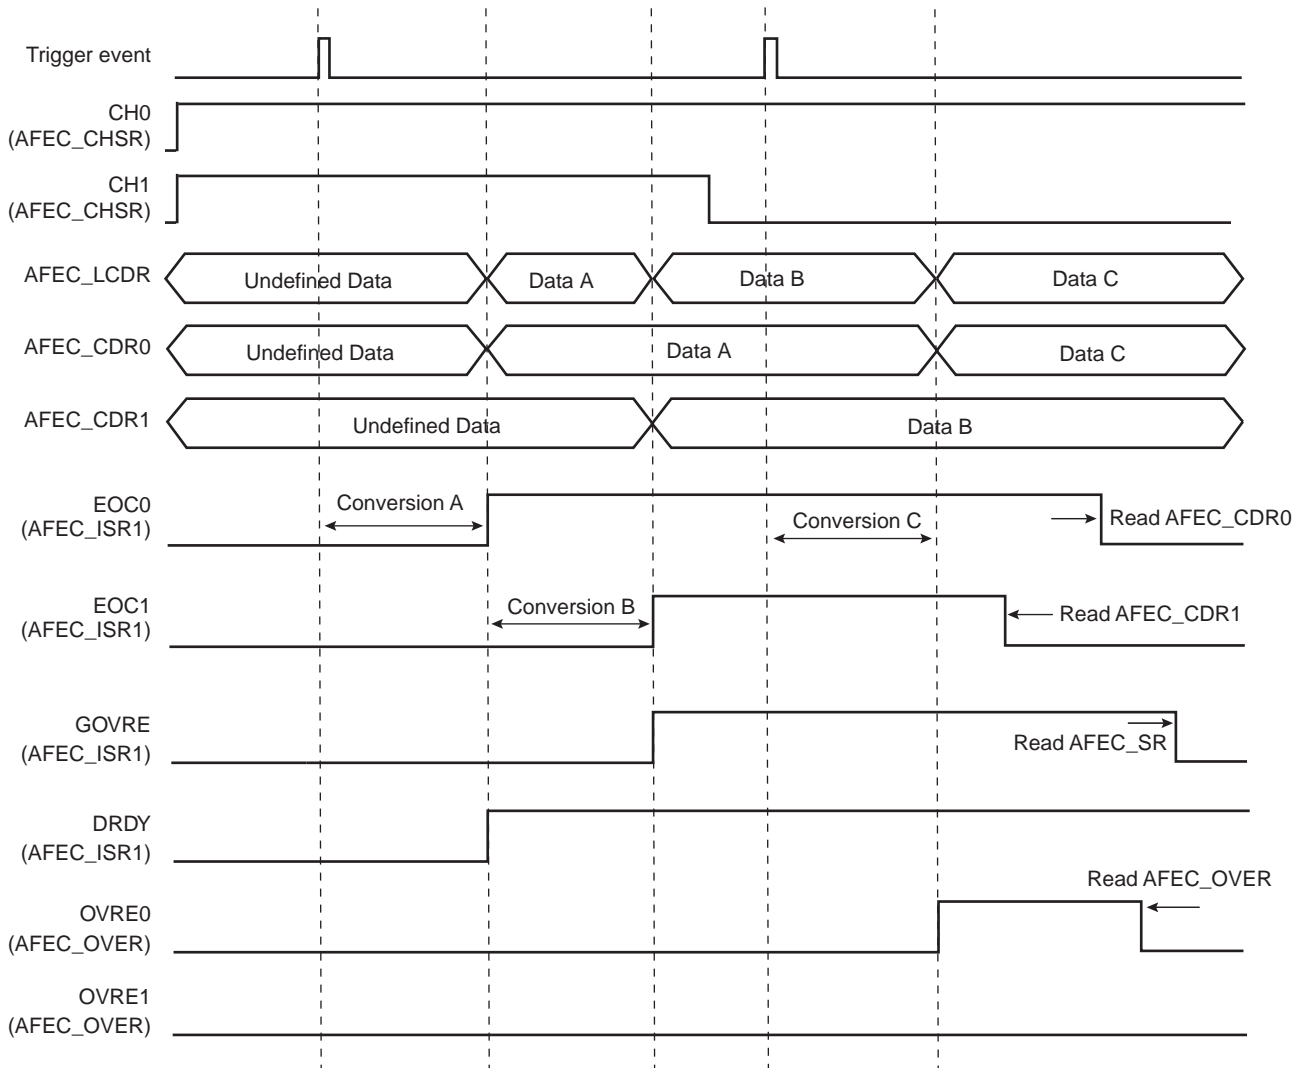 Trigger event
CH0
(AFEC_CHSR)
CH1
(AFEC_CHSR)
AFEC_LCDR
Undefined Data
Data A
Data B
Data C
AFEC_CDR0
Undefined Data
Data A
Data C
AFEC_CDR1
Undefined Data
Data B
EOC0
(AFEC_ISR1)
Conversion A
Conversion C
Read AFEC_CDR0
EOC1
(AFEC_ISR1)
Conversion B
Read AFEC_CDR1
GOVRE
(AFEC_ISR1)
Read AFEC_SR
DRDY
(AFEC_ISR1)
Read AFEC_OVER
OVRE0
(AFEC_OVER)
OVRE1
(AFEC_OVER)